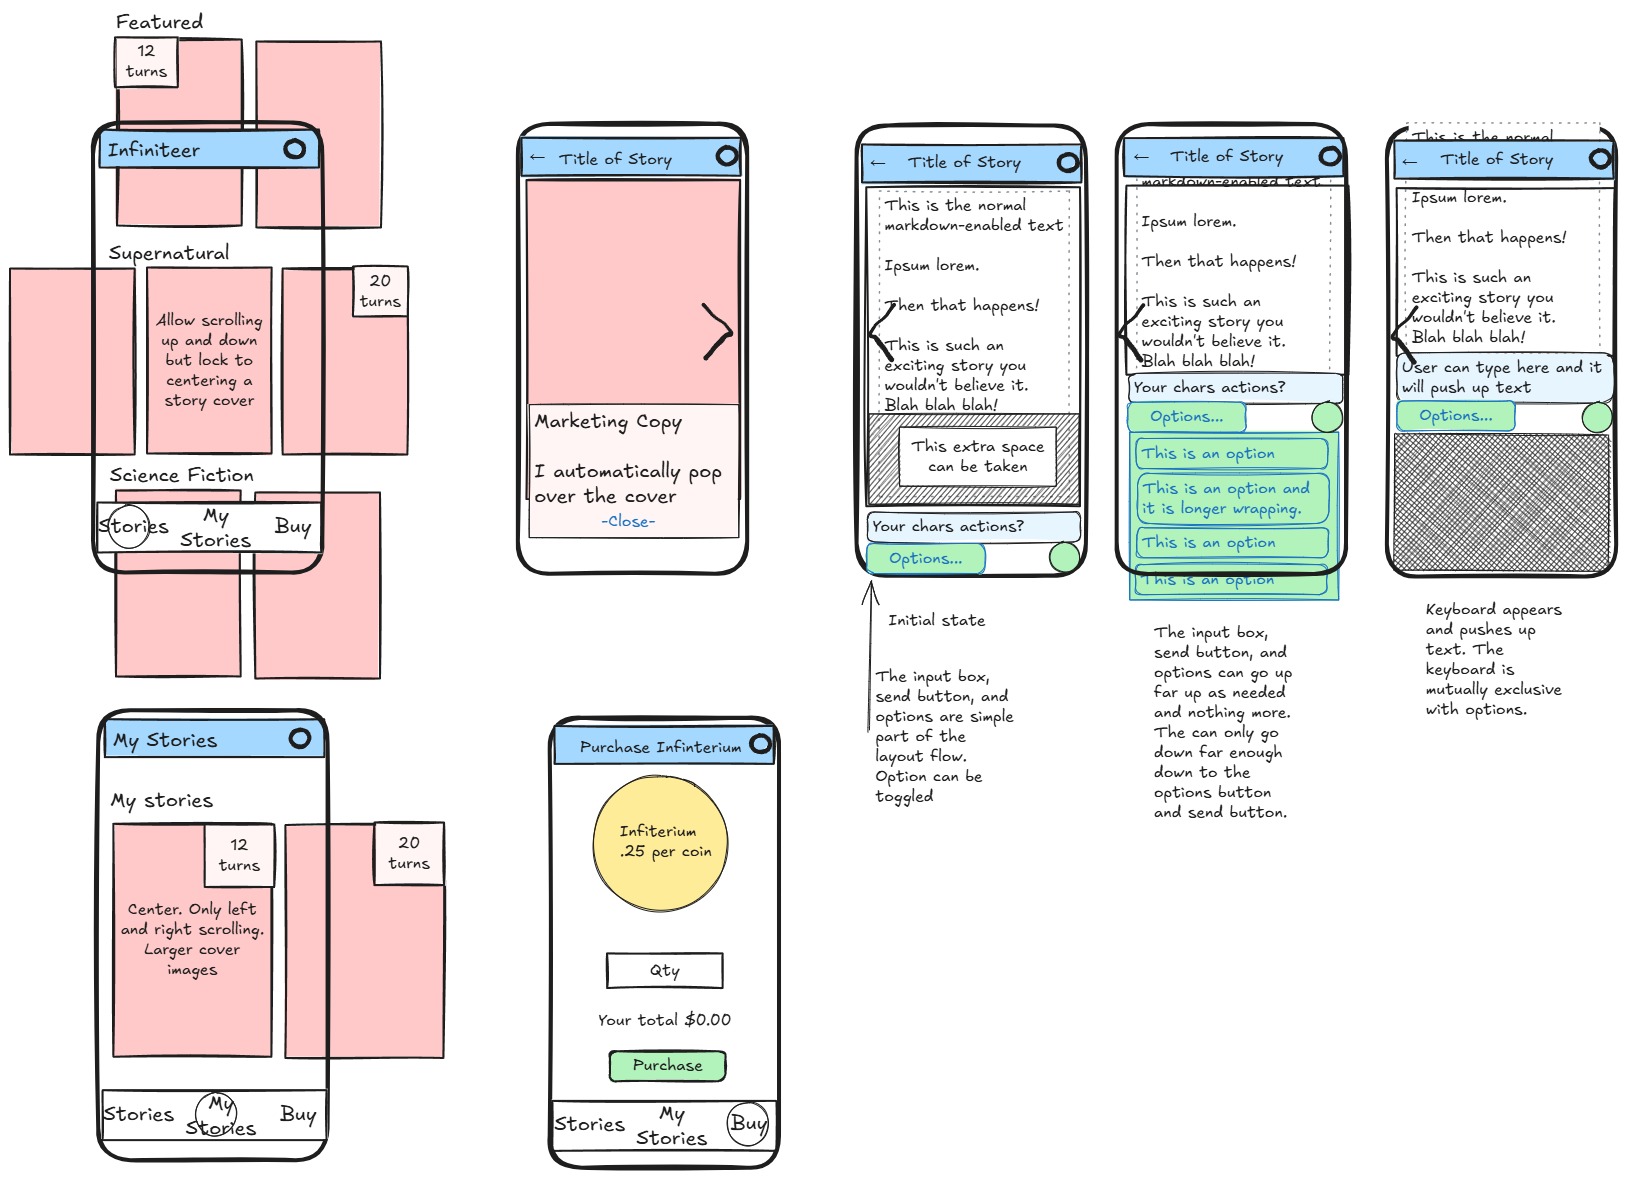 Featured
12
turns
Infiniteer
Supernatural
Allow scrolling
up and down
but lock to
centering a
story cover
20
turns
Science Fiction
Stories
My
Stories
Buy
← Title of Story
Marketing Copy
I automatically pop
over the cover
-Close-
← Title of Story
This is the normal
markdown-enabled text
Ipsum lorem.
Then that happens!
This is such an
exciting story you
wouldn't believe it.
Blah blah blah!
This extra space
can be taken
Your chars actions?
Options...
Initial state
The input box,
send button, and
options are simple
part of the
layout flow.
Option can be
toggled
← Title of Story
markdown-enabled text
Ipsum lorem.
Then that happens!
This is such an
exciting story you
wouldn't believe it.
Blah blah blah!
Your chars actions?
Options...
This is an option
This is an option and
it is longer wrapping.
This is an option
This is an option
The input box,
send button, and
options can go up
far up as needed
and nothing more.
The can only go
down far enough
down to the
options button
and send button.
This is the normal
← Title of Story
Ipsum lorem.
Then that happens!
This is such an
exciting story you
wouldn't believe it.
Blah blah blah!
User can type here and it
will push up text
Options...
Keyboard appears
and pushes up
text. The
keyboard is
mutually exclusive
with options.
My Stories
My stories
12
turns
20
turns
Center. Only left
and right scrolling.
Larger cover
images
Stories
My
Stories
Buy
Purchase Infinterium
Infiterium
.25 per coin
Qty
Your total $0.00
Purchase
Stories
My
Stories
Buy